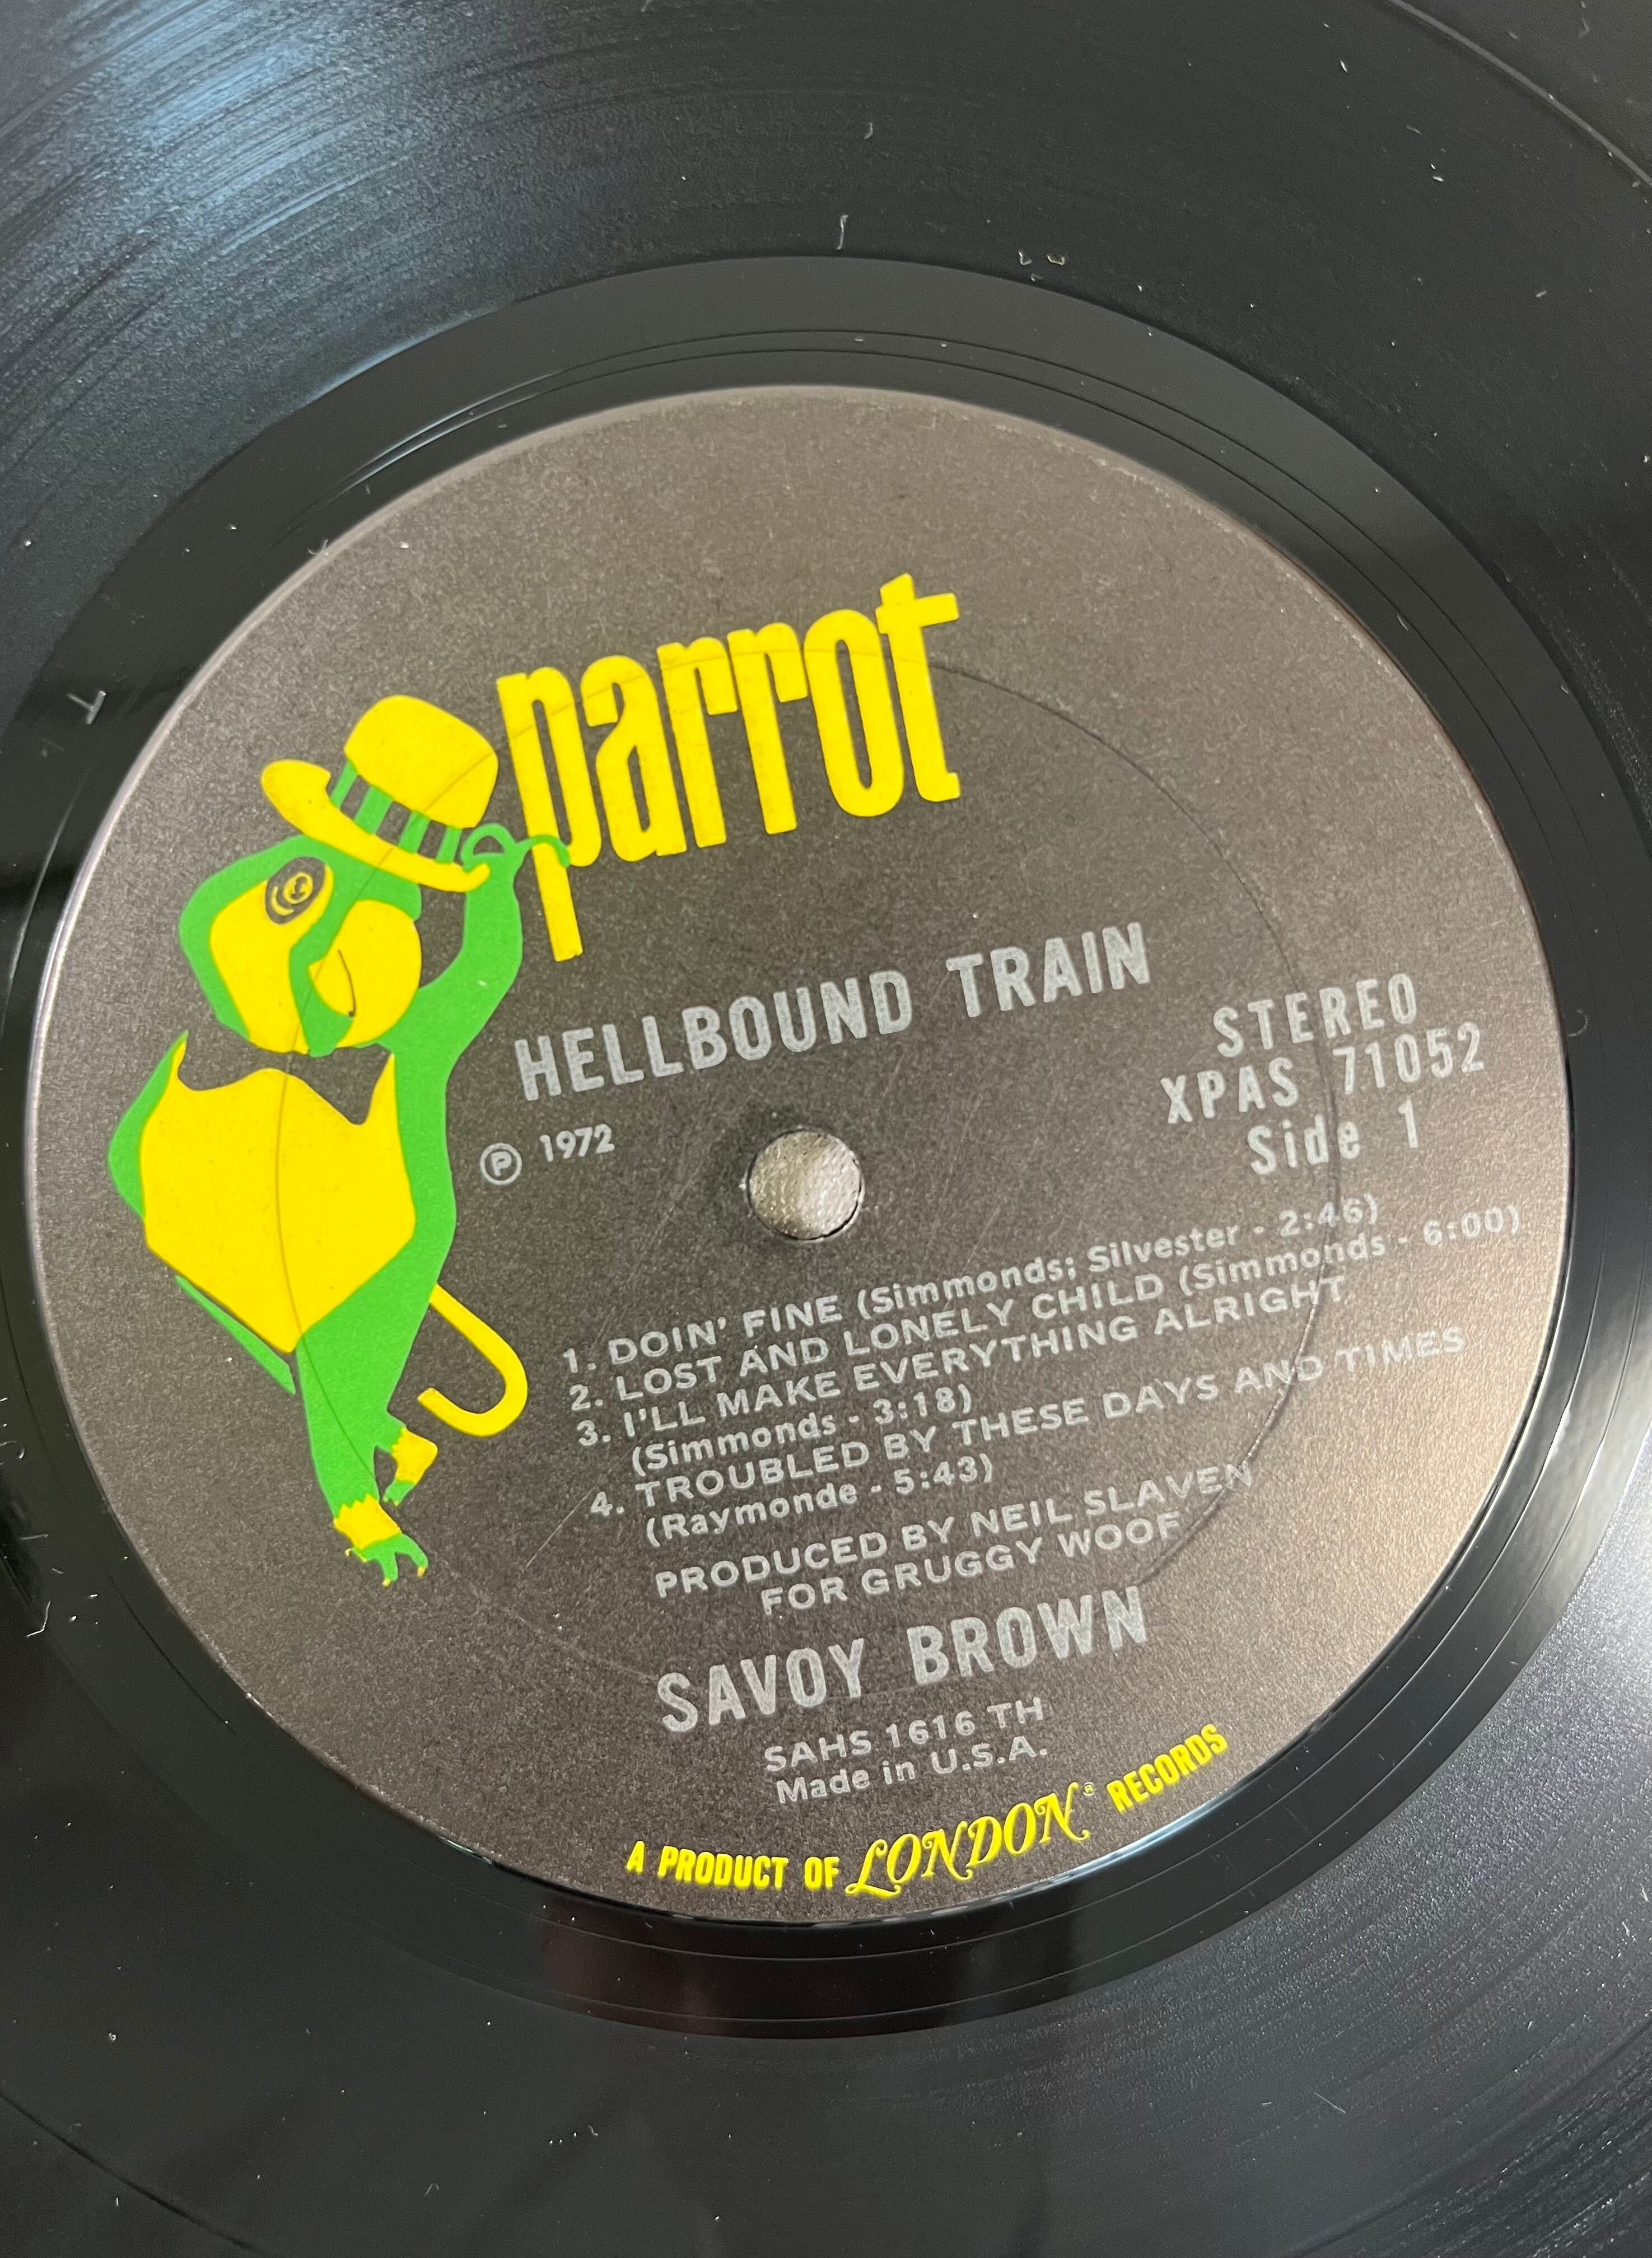 parrot
HELLBOUND TRAIN
STEREO
XPAS 71052
Side 1
℗ 1972
1. DOIN' FINE (Simmonds; Silvester - 2:46)
2. LOST AND LONELY CHILD (Simmonds - 6:00)
3. I'LL MAKE EVERYTHING ALRIGHT
(Simmonds - 3:18)
4. TROUBLED BY THESE DAYS AND TIMES
(Raymonde - 5:43)
PRODUCED BY NEIL SLAVEN
FOR GRUGGY WOOF
SAVOY BROWN
SAHS 1616 TH
Made in U.S.A.
A PRODUCT OF LONDON® RECORDS